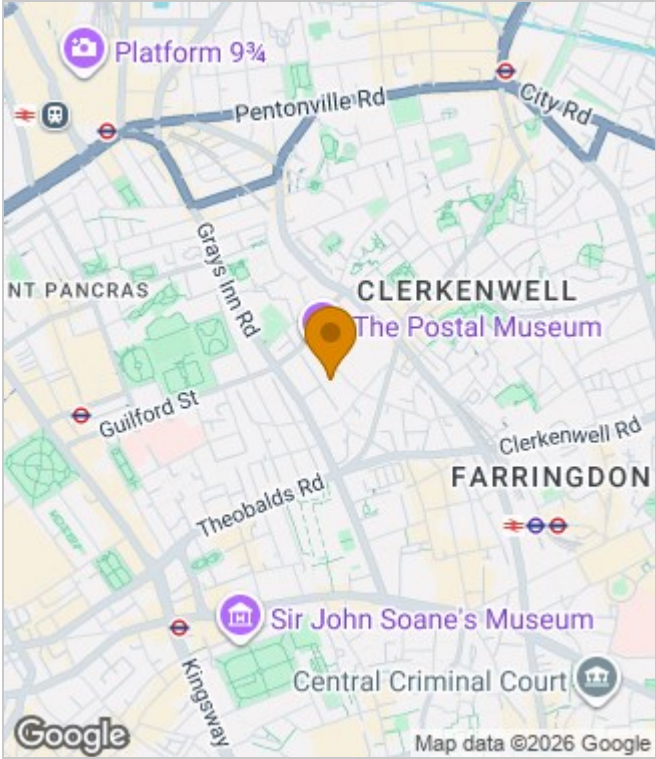 Platform 9¾
Pentonville Rd
City Rd
Grays Inn Rd
NT PANCRAS
CLERKENWELL
The Postal Museum
Guilford St
Clerkenwell Rd
FARRINGDON
Theobalds Rd
Sir John Soane's Museum
Kingsway
Central Criminal Court
Google
Map data ©2026 Google